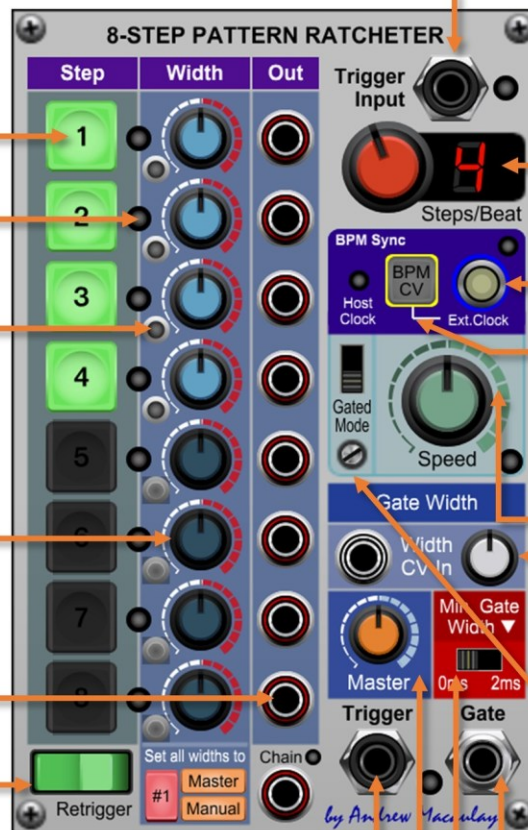 8-STEP PATTERN RATCHETER
Step
Width
Out
1
2
3
4
5
6
7
8
Retrigger
Set all widths to
#1
Master
Manual
Chain
Trigger
Input
4
Steps/Beat
BPM Sync
Host
Clock
BPM
CV
Ext.Clock
Gated
Mode
Speed
Gate Width
Width
CV In
Master
Min. Gate
Width ▼
0ms 2ms
Trigger
Gate
by Andrew Macaulay